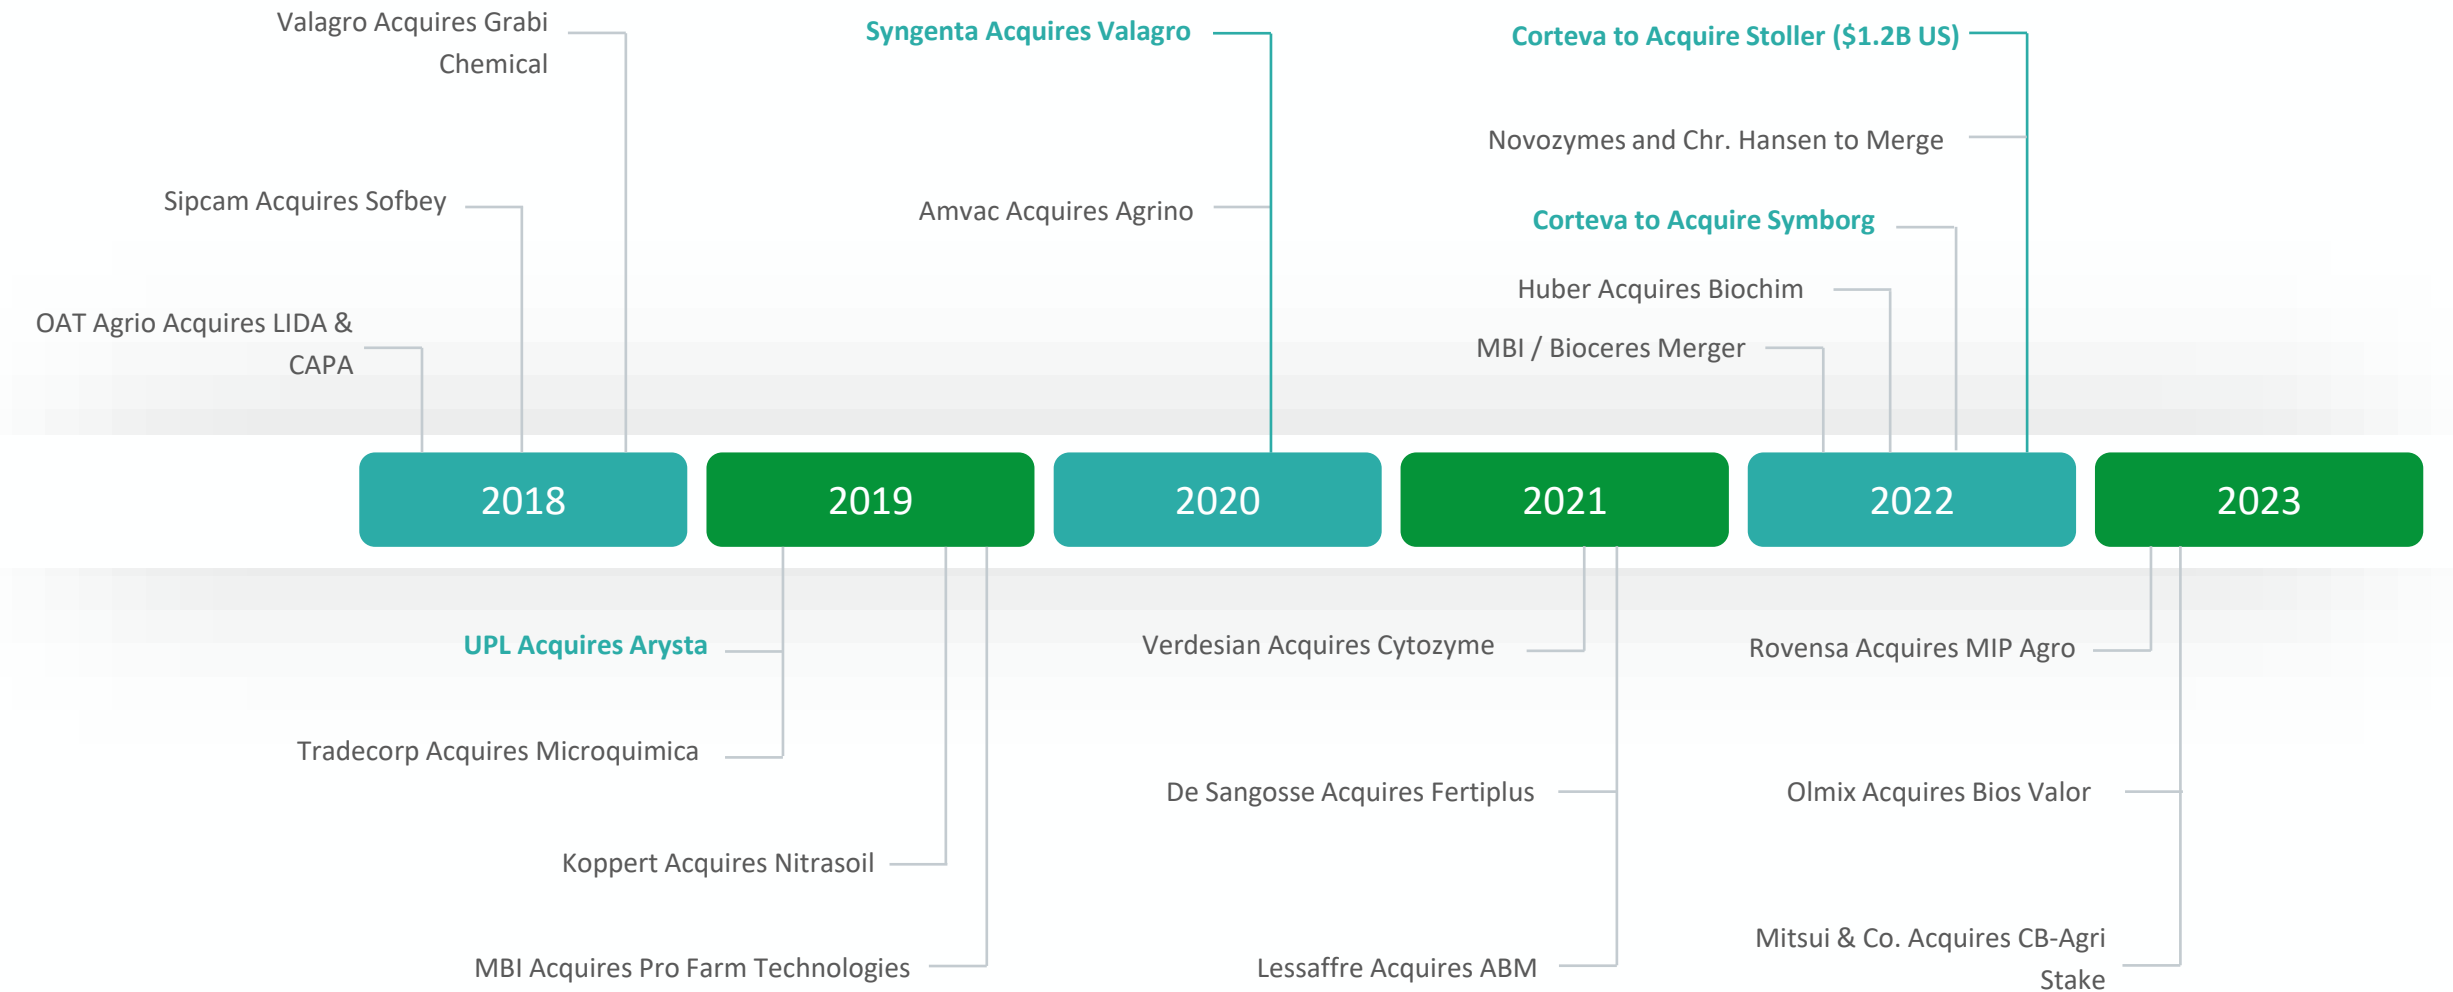 Valagro Acquires Grabi
Chemical
Syngenta Acquires Valagro
Corteva to Acquire Stoller ($1.2B US)
Novozymes and Chr. Hansen to Merge
Sipcam Acquires Sofbey
Amvac Acquires Agrino
Corteva to Acquire Symborg
Huber Acquires Biochim
OAT Agrio Acquires LIDA &
CAPA
MBI / Bioceres Merger
2018
2019
2020
2021
2022
2023
UPL Acquires Arysta
Verdesian Acquires Cytozyme
Rovensa Acquires MIP Agro
Tradecorp Acquires Microquimica
De Sangosse Acquires Fertiplus
Olmix Acquires Bios Valor
Koppert Acquires Nitrasoil
MBI Acquires Pro Farm Technologies
Lessaffre Acquires ABM
Mitsui & Co. Acquires CB-Agri
Stake